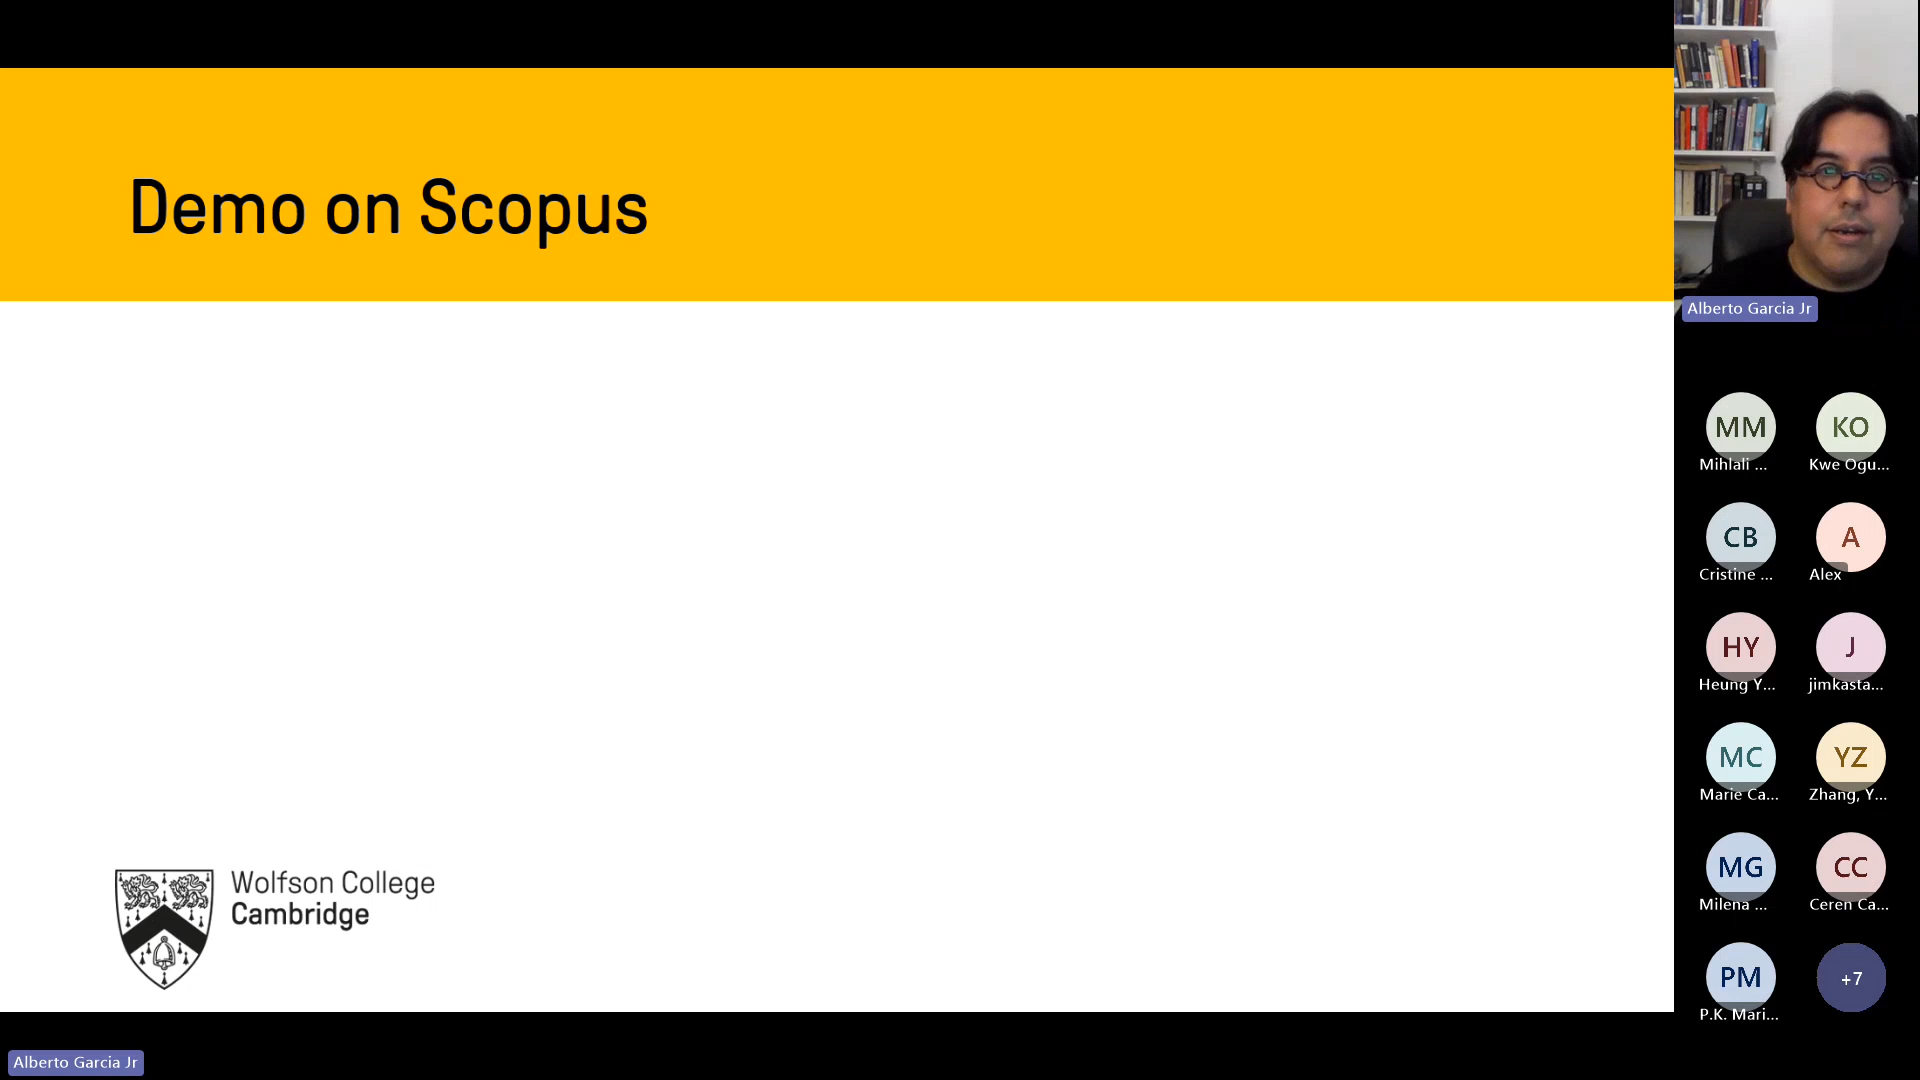 Demo on Scopus
Wolfson College
Cambridge
Alberto Garcia Jr
Alberto Garcia Jr
MM
Mihlali ...
KO
Kwe Ogu...
CB
Cristine ...
A
Alex
HY
Heung Y...
J
jimkasta...
MC
Marie Ca...
YZ
Zhang, Y...
MG
Milena ...
CC
Ceren Ca...
PM
P.K. Mari...
+7